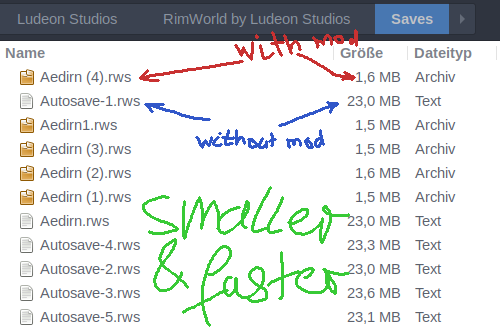 Ludeon Studios RimWorld by Ludeon Studios Saves
Name Größe Dateityp
with mod
Aedirn (4).rws 1,6 MB Archiv
Autosave-1.rws 23,0 MB Text
Aedirn1.rws 1,5 MB Archiv
without mod
Aedirn (3).rws 1,5 MB Archiv
Aedirn (2).rws 1,6 MB Archiv
Aedirn (1).rws 1,5 MB Archiv
smaller
Aedirn.rws 23,0 MB Text
Autosave-4.rws 23,3 MB Text
Autosave-2.rws 23,0 MB Text
& faster
Autosave-3.rws 23,6 MB Text
Autosave-5.rws 23,1 MB Text